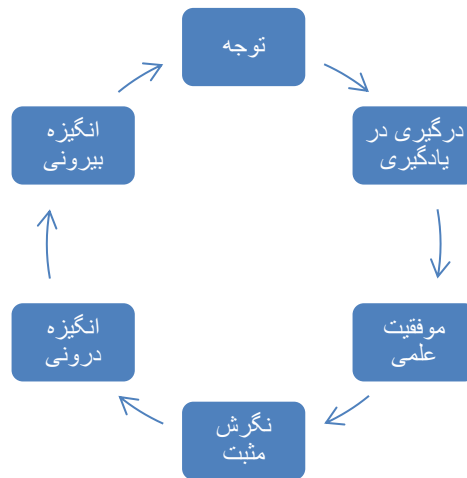 توجه
درگیری در
یادگیری
موفقیت
علمی
نگرش
مثبت
انگیزه
درونی
انگیزه
بیرونی